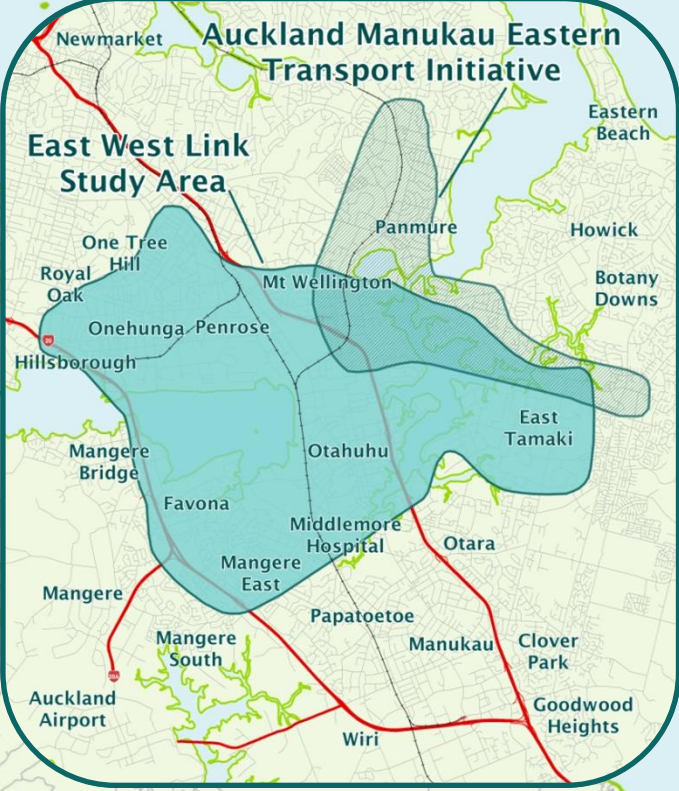 Newmarket
Auckland Manukau Eastern
Transport Initiative
Eastern
Beach
East West Link
Study Area
Panmure
Howick
One Tree
Hill
Royal
Oak
Mt Wellington
Botany
Downs
Onehunga
Penrose
20
Hillsborough
East
Tamaki
Mangere
Bridge
Otahuhu
Favona
Middlemore
Hospital
Otara
Mangere
East
Mangere
Papatoetoe
Mangere
South
Manukau
Clover
Park
20A
Auckland
Airport
Goodwood
Heights
Wiri